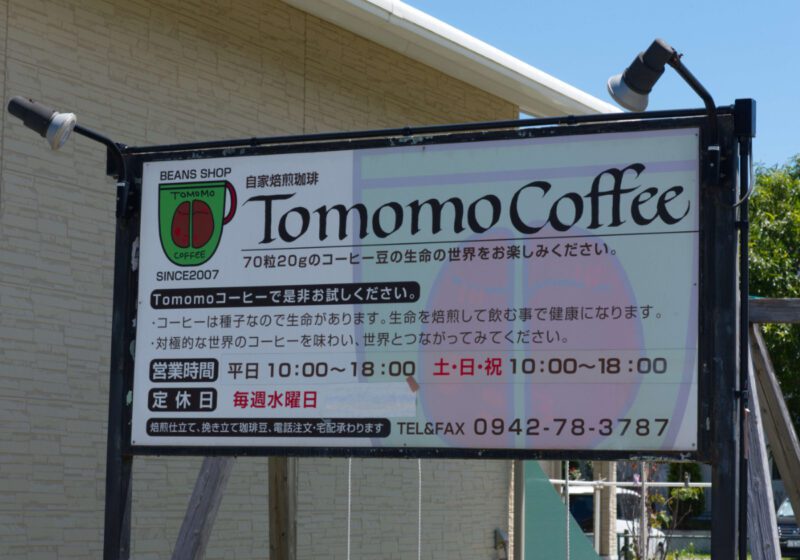 BEANS SHOP
TOMOMO
COFFEE
SINCE2007
自家焙煎珈琲
Tomomo Coffee
70粒20gのコーヒー豆の生命の世界をお楽しみください。
Tomomoコーヒーで是非お試しください。
・コーヒーは種子なので生命があります。生命を焙煎して飲む事で健康になります。
・対極的な世界のコーヒーを味わい、世界とつながってみてください。
営業時間 平日 10:00～18:00 土・日・祝 10:00～18:00
定休日 毎週水曜日
焙煎仕立て、挽き立て珈琲豆、電話注文・宅配承わります TEL&FAX 0942-78-3787